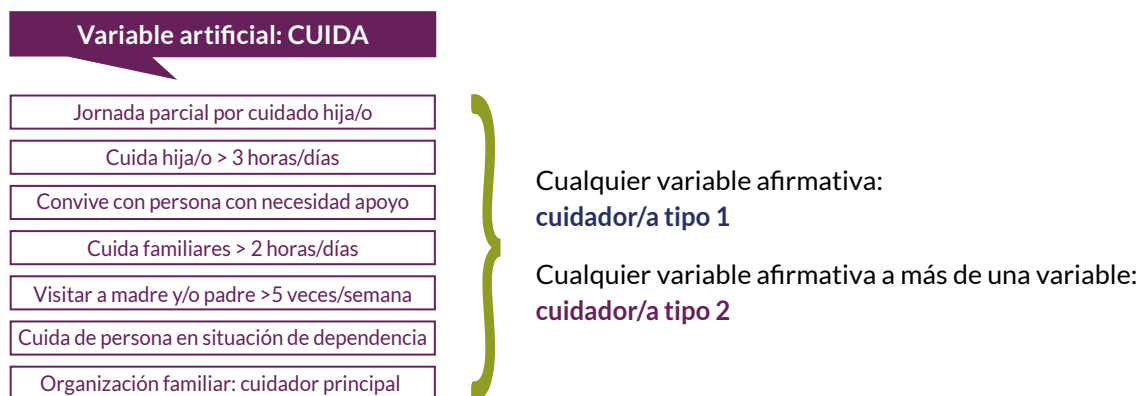 Variable artificial: CUIDA
Jornada parcial por cuidado hija/o
Cuida hija/o > 3 horas/días
Convive con persona con necesidad apoyo
Cuida familiares > 2 horas/días
Visitar a madre y/o padre >5 veces/semana
Cuida de persona en situación de dependencia
Organización familiar: cuidador principal
Cualquier variable afirmativa:
cuidador/a tipo 1
Cualquier variable afirmativa a más de una variable:
cuidador/a tipo 2